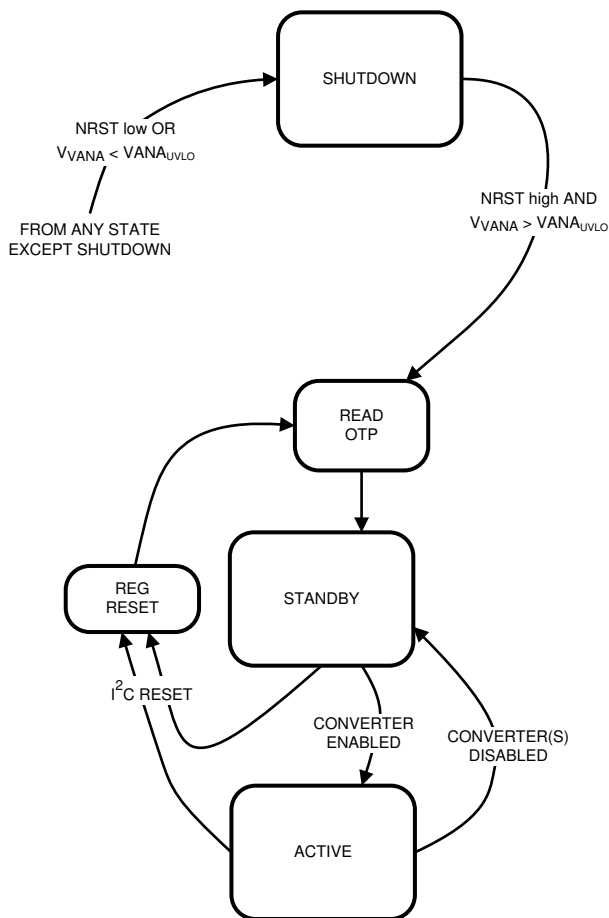 SHUTDOWN
NRST low OR
VVANA < VANAUVLO
FROM ANY STATE
EXCEPT SHUTDOWN
NRST high AND
VVANA > VANAUVLO
READ
OTP
REG
RESET
STANDBY
I2C RESET
CONVERTER
ENABLED
CONVERTER(S)
DISABLED
ACTIVE